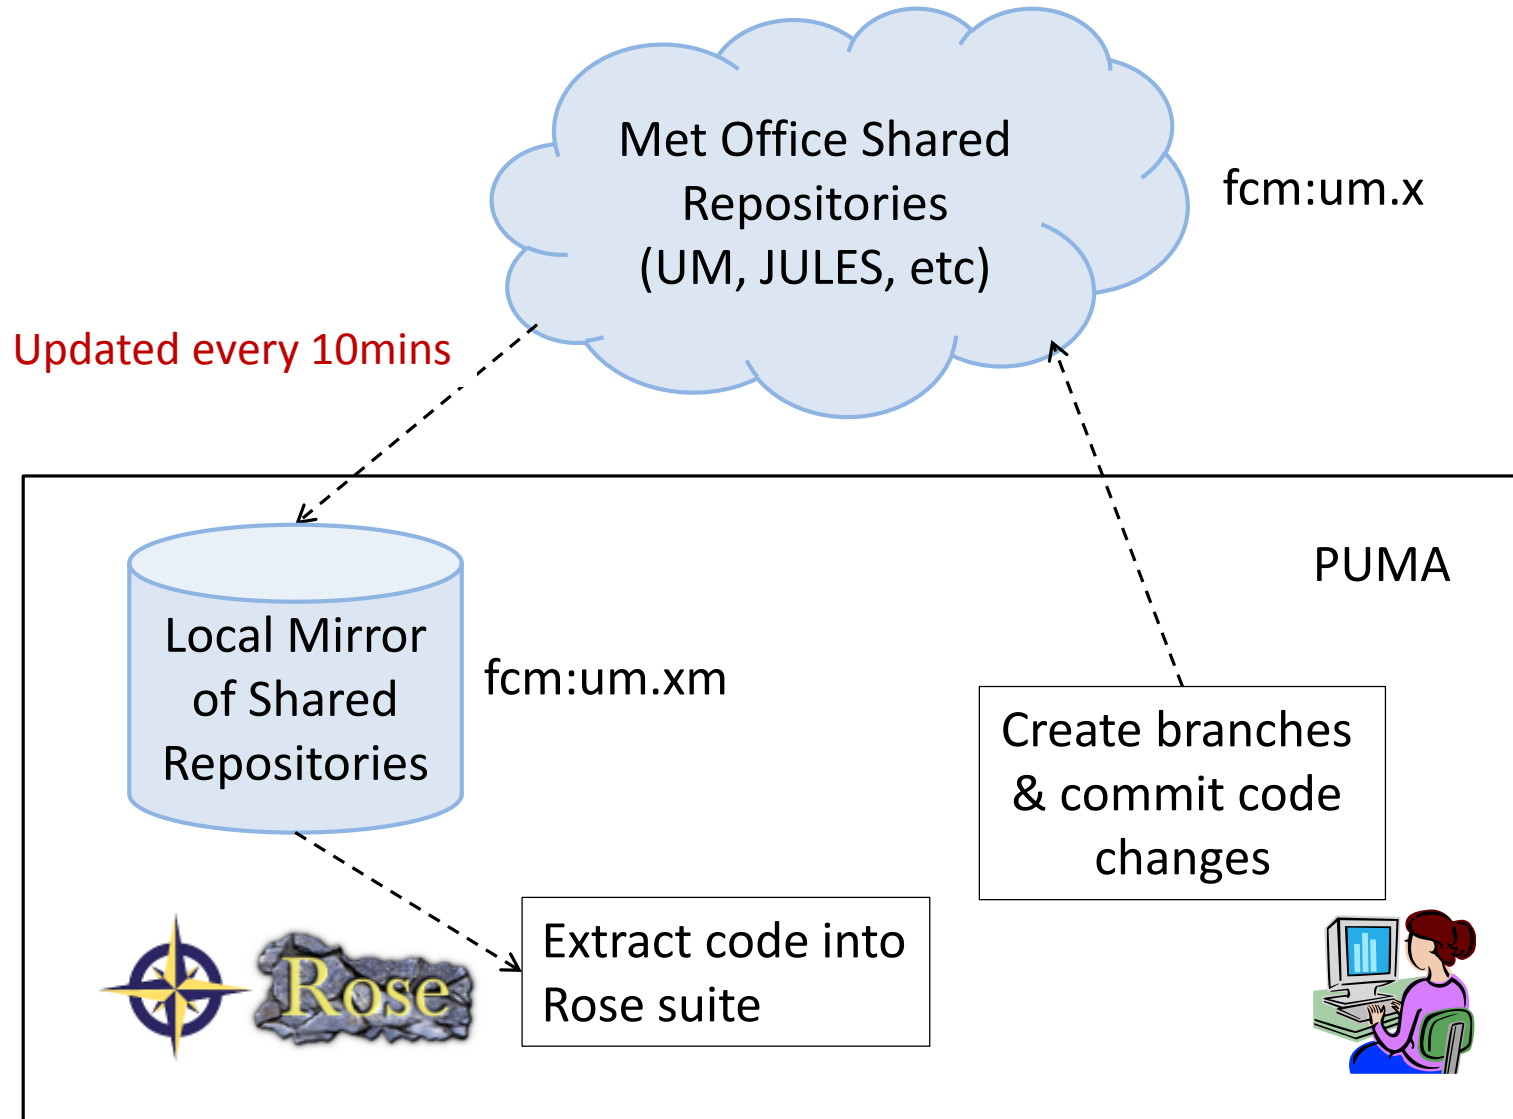 Met Office Shared
Repositories
(UM, JULES, etc)
fcm:um.x
Updated every 10mins
PUMA
Local Mirror
of Shared
Repositories
fcm:um.xm
Create branches
& commit code
changes
Extract code into
Rose suite
Rose